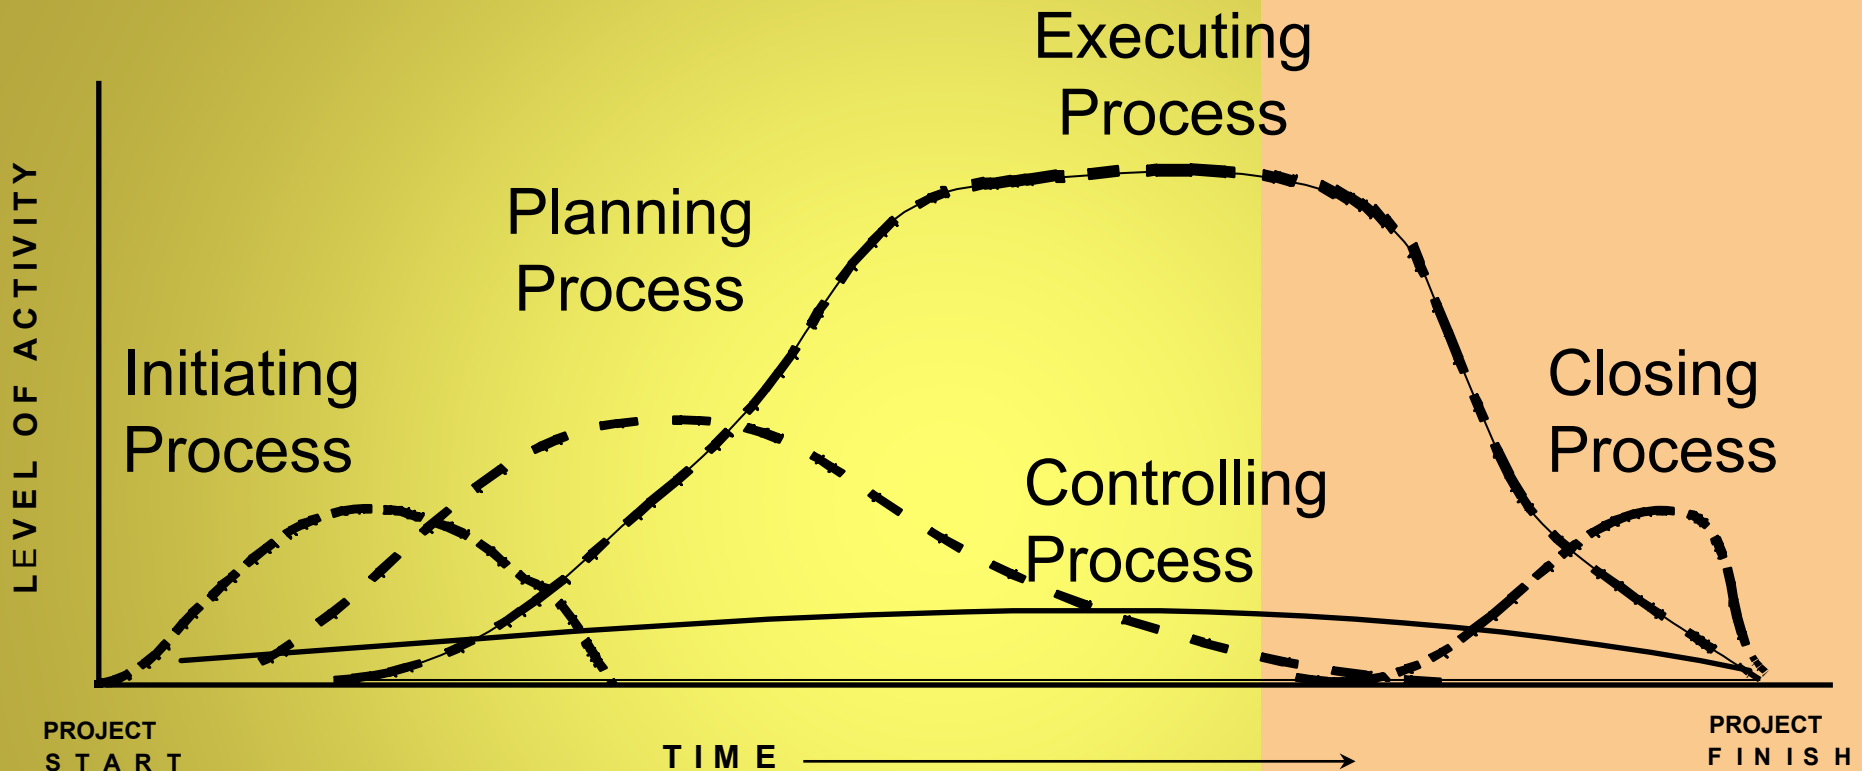 Executing
Process
Planning
Process
Initiating
Process
Closing
Process
Controlling
Process
LEVEL OF ACTIVITY
PROJECT
START
TIME
PROJECT
FINISH